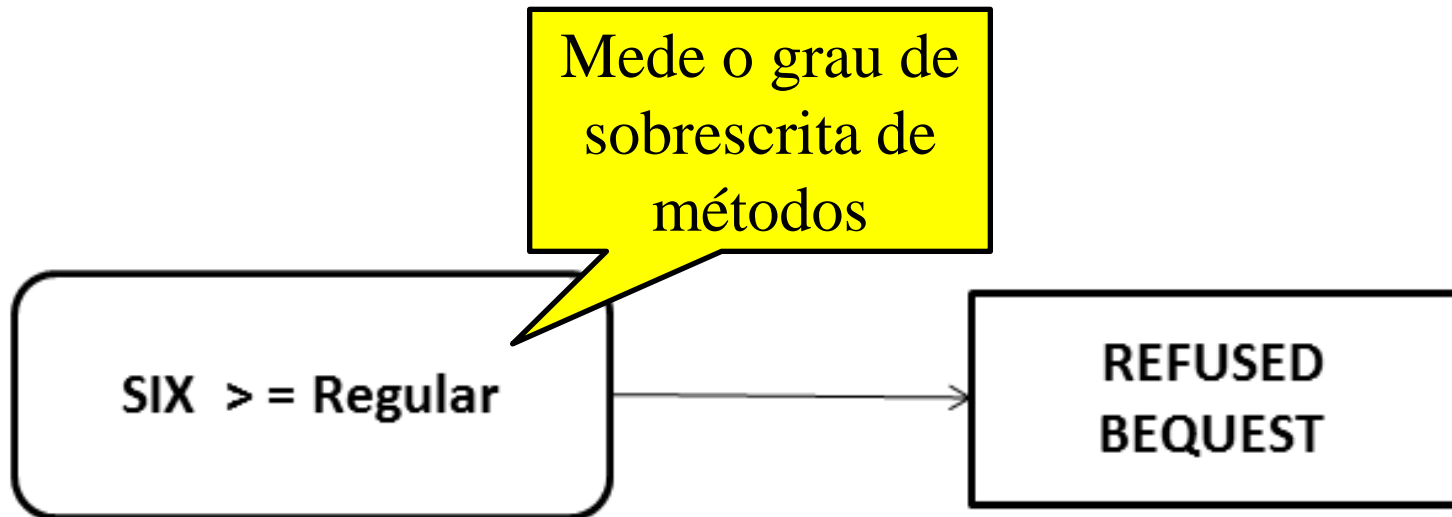 Mede o grau de
sobrescrita de
métodos
SIX > = Regular
REFUSED
BEQUEST